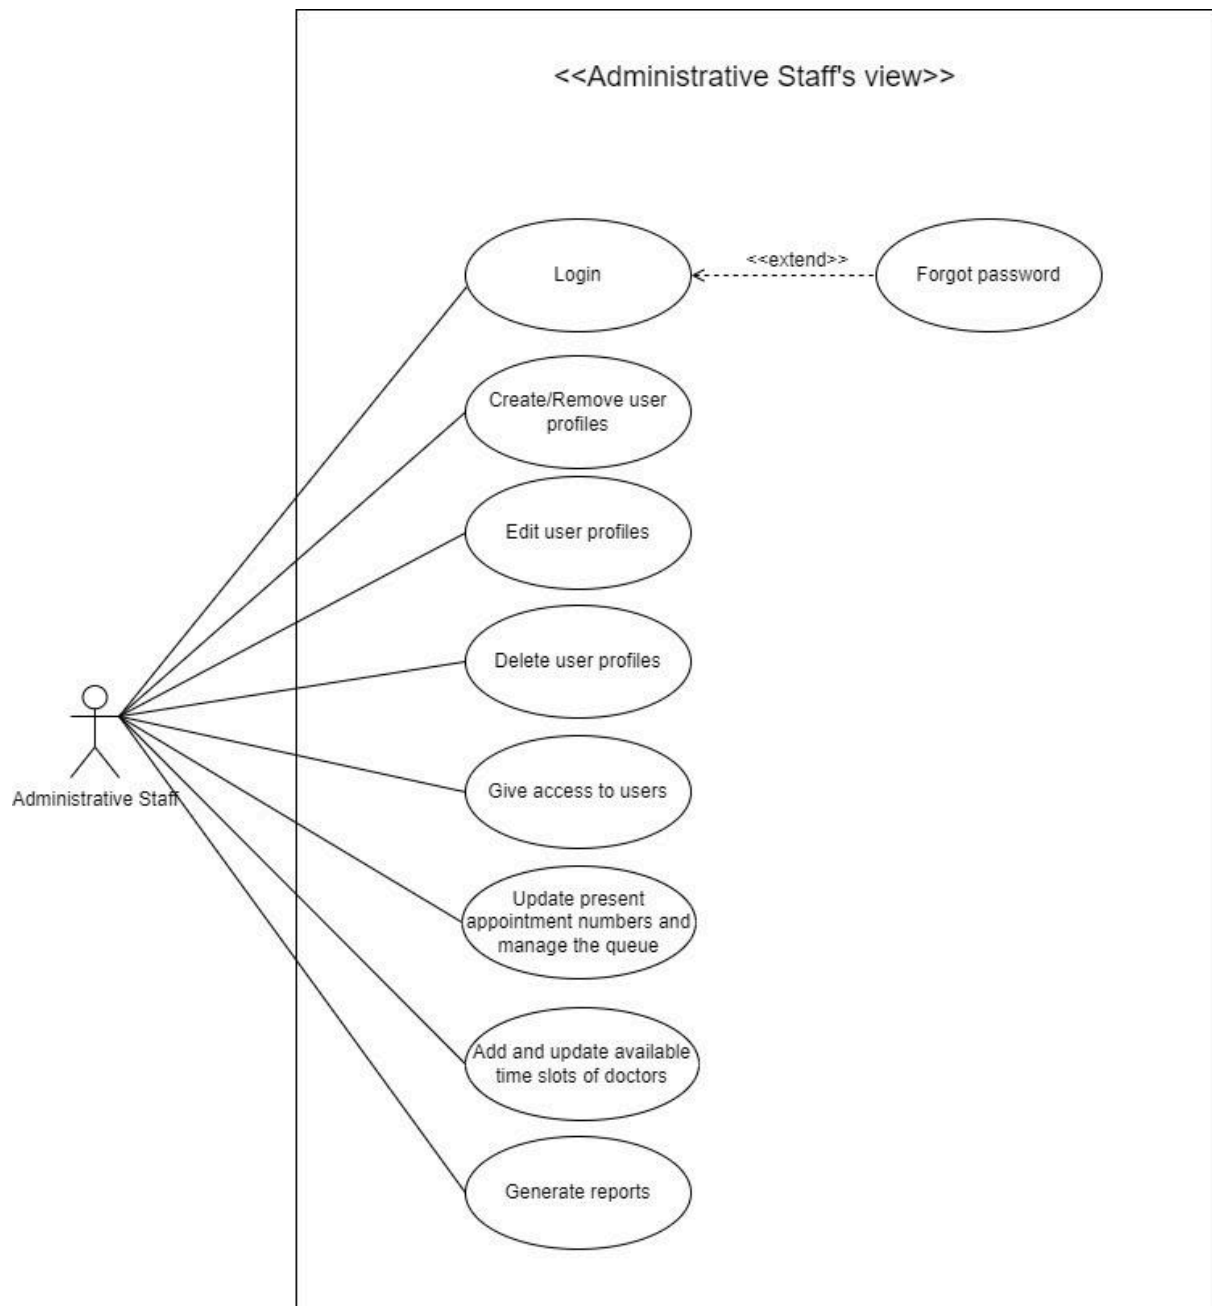 <<Administrative Staff's view>>
Login
<<extend>>
Forgot password
Create/Remove user
profiles
Edit user profiles
Delete user profiles
Administrative Staff
Give access to users
Update present
appointment numbers and
manage the queue
Add and update available
time slots of doctors
Generate reports